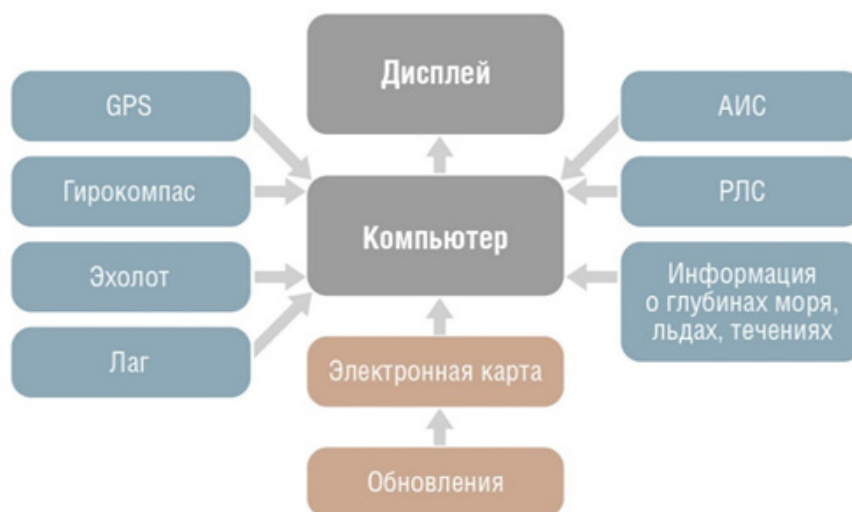 Дисплей
GPS
АИС
Гирокомпас
РЛС
Компьютер
Эхолот
Информация
о глубинах моря,
льдах, течениях
Лаг
Электронная карта
Обновления